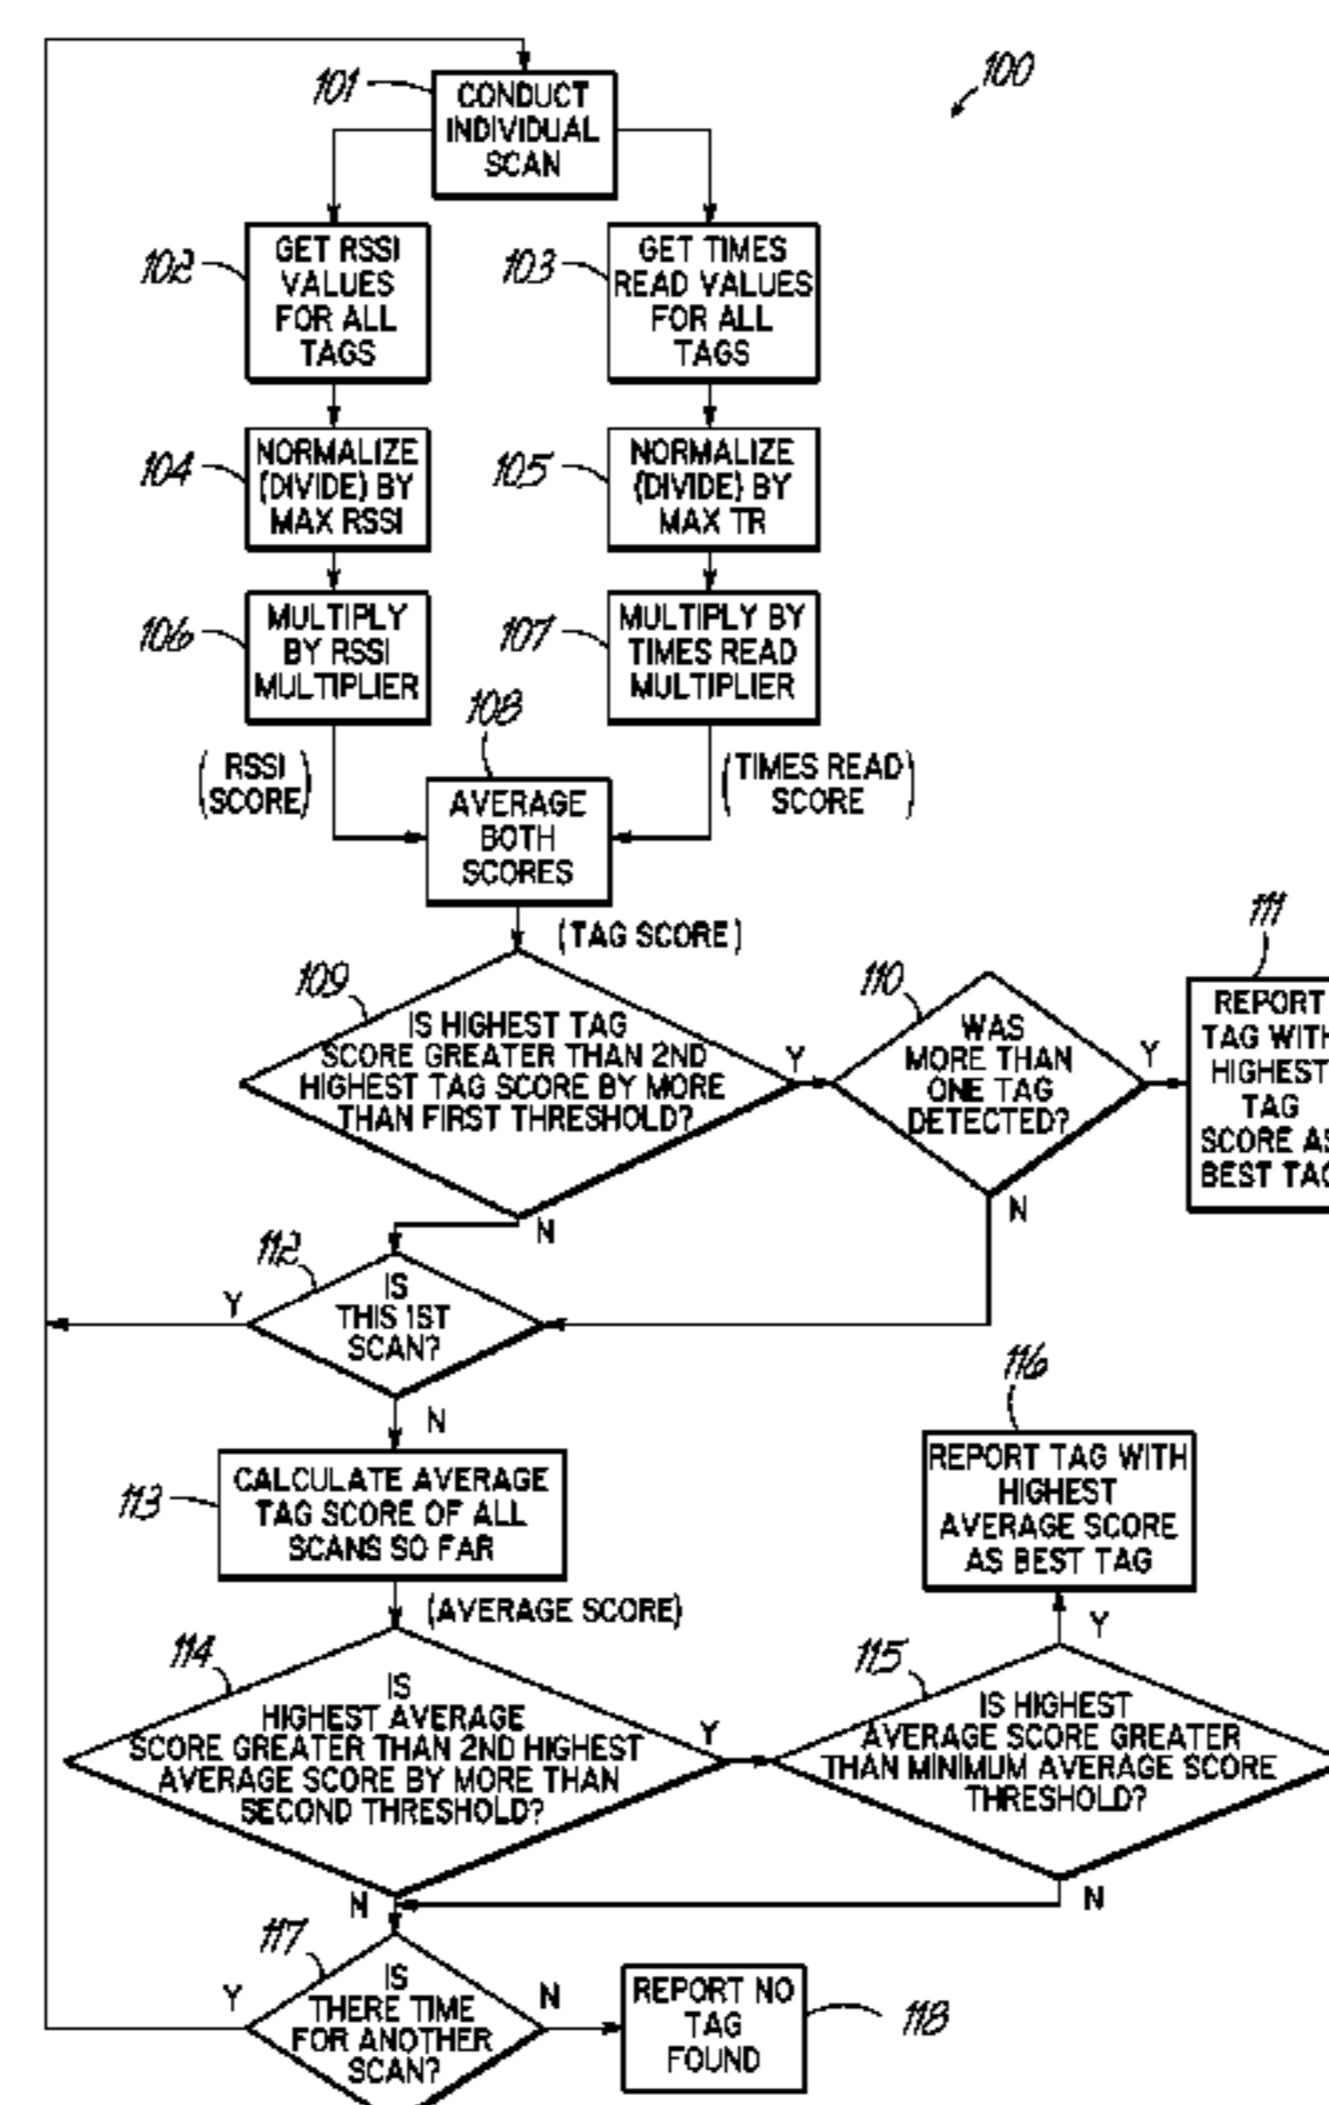 100
101
CONDUCT
INDIVIDUAL
SCAN
102
GET RSSI
VALUES
FOR ALL
TAGS
103
GET TIMES
READ VALUES
FOR ALL
TAGS
104
NORMALIZE
(DIVIDE) BY
MAX RSSI
105
NORMALIZE
(DIVIDE) BY
MAX TR
106
MULTIPLY
BY RSSI
MULTIPLIER
107
MULTIPLY BY
TIMES READ
MULTIPLIER
(RSSI
SCORE)
108
(TIMES READ
SCORE)
AVERAGE
BOTH
SCORES
(TAG SCORE)
109
IS HIGHEST TAG
SCORE GREATER THAN 2ND
HIGHEST TAG SCORE BY MORE
THAN FIRST THRESHOLD?
Y
N
110
WAS
MORE THAN
ONE TAG
DETECTED?
Y
N
111
REPORT
TAG WITH
HIGHEST
TAG
SCORE AS
BEST TAG
112
IS
THIS 1ST
SCAN?
Y
N
113
CALCULATE AVERAGE
TAG SCORE OF ALL
SCANS SO FAR
(AVERAGE SCORE)
114
IS
HIGHEST AVERAGE
SCORE GREATER THAN 2ND HIGHEST
AVERAGE SCORE BY MORE THAN
SECOND THRESHOLD?
Y
N
115
IS HIGHEST
AVERAGE SCORE GREATER
THAN MINIMUM AVERAGE SCORE
THRESHOLD?
Y
N
116
REPORT TAG WITH
HIGHEST
AVERAGE SCORE
AS BEST TAG
117
IS
THERE TIME
FOR ANOTHER
SCAN?
Y
N
REPORT NO
TAG
FOUND
118